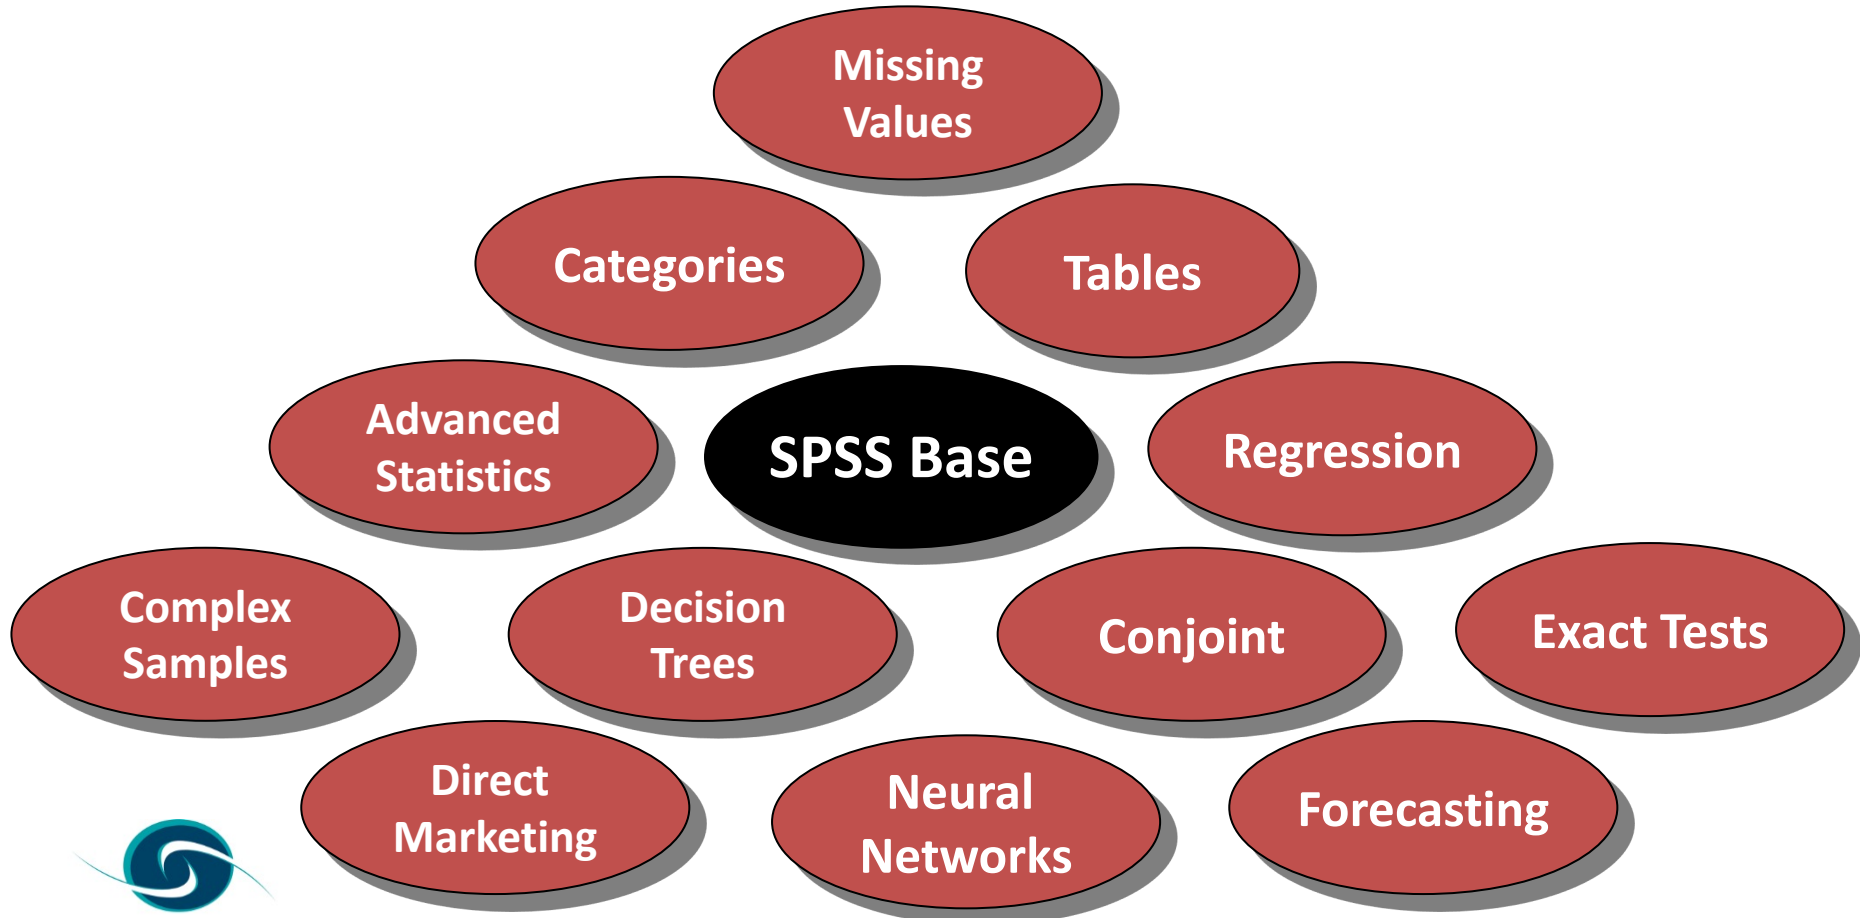 Missing
Values
Categories
Tables
Advanced
Statistics
SPSS Base
Regression
Complex
Samples
Decision
Trees
Conjoint
Exact Tests
Direct
Marketing
Neural
Networks
Forecasting